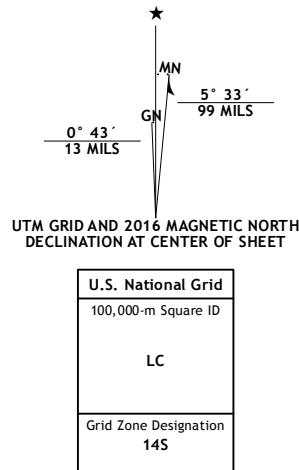 ★
MN
GN
5° 33´
99 MILS
0° 43´
13 MILS
UTM GRID AND 2016 MAGNETIC NORTH
DECLINATION AT CENTER OF SHEET
U.S. National Grid
100,000-m Square ID
LC
Grid Zone Designation
14S